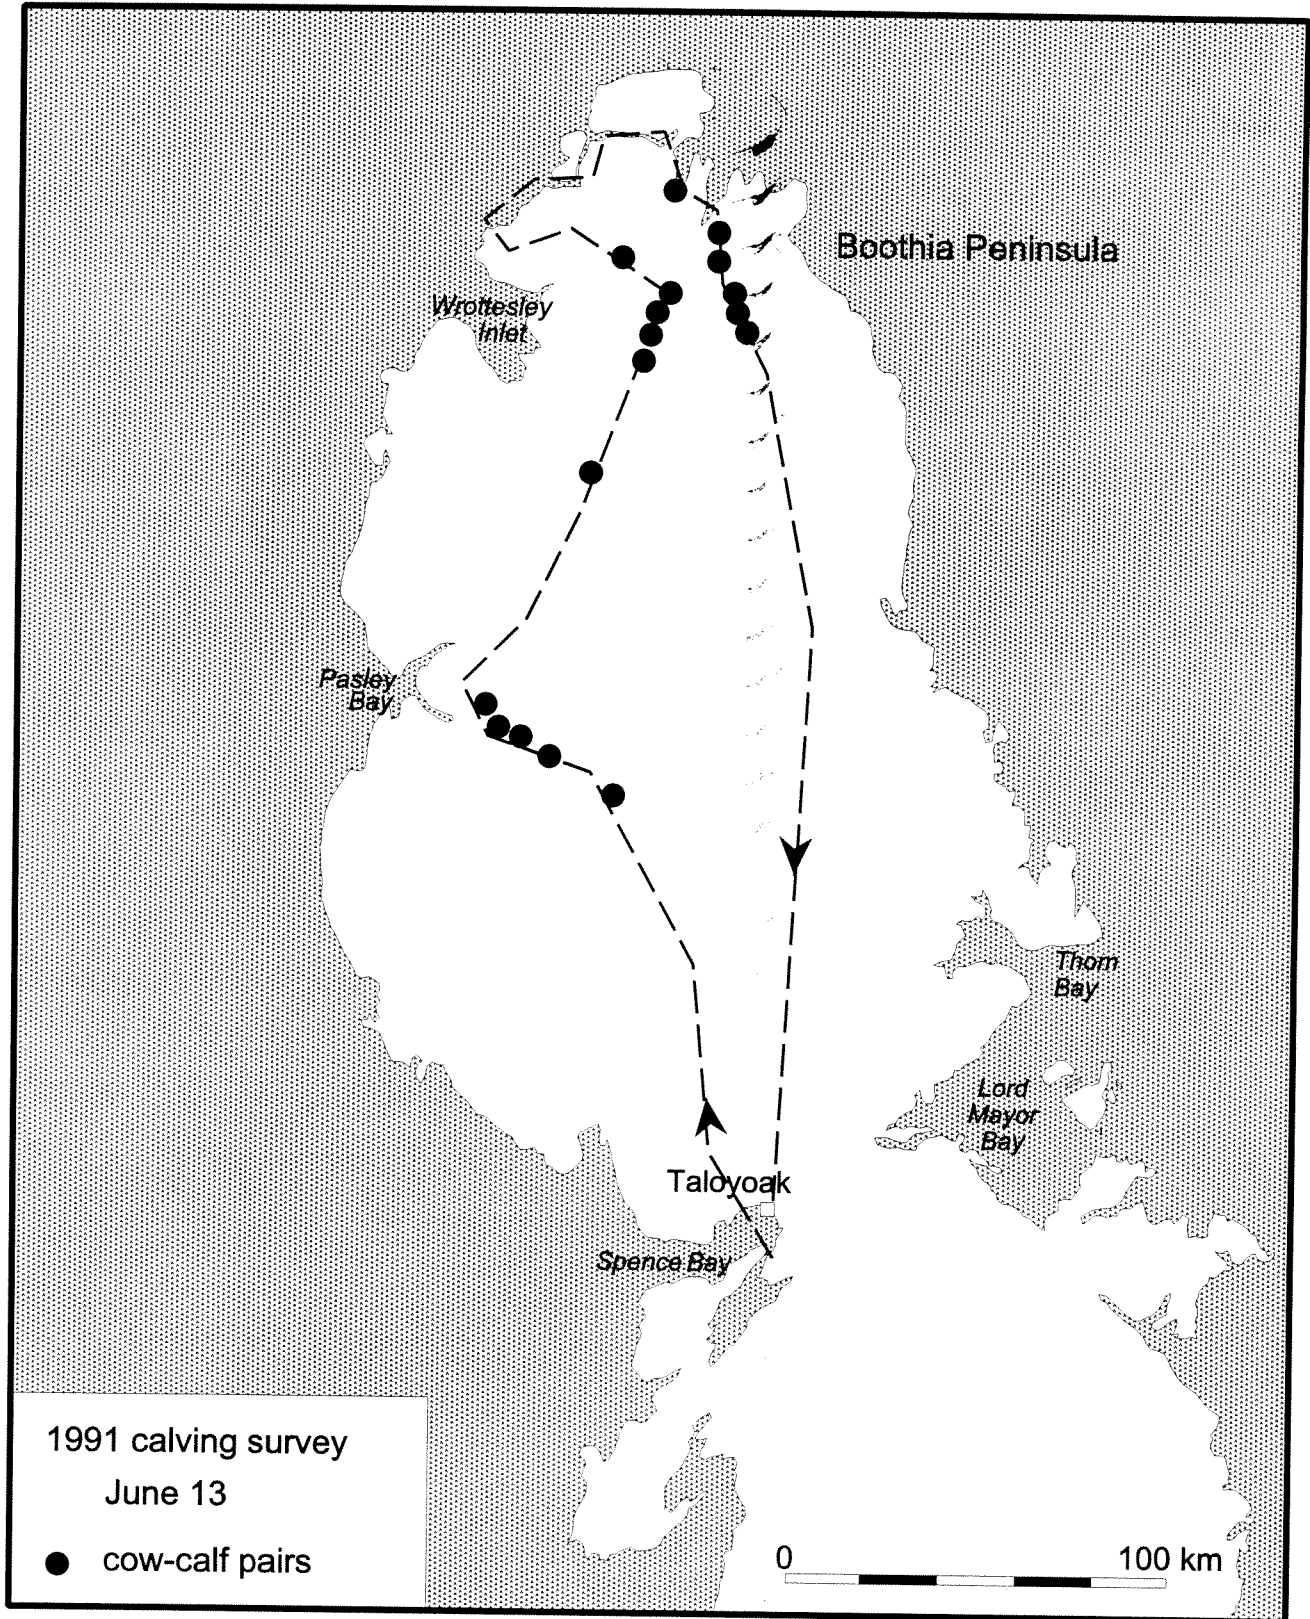 Boothia Peninsula
Wrottesley
Inlet
Pasley
Bay
Thom
Bay
Lord
Mayor
Bay
Taloyoak
Spence Bay
1991 calving survey
June 13
cow-calf pairs
0 100 km